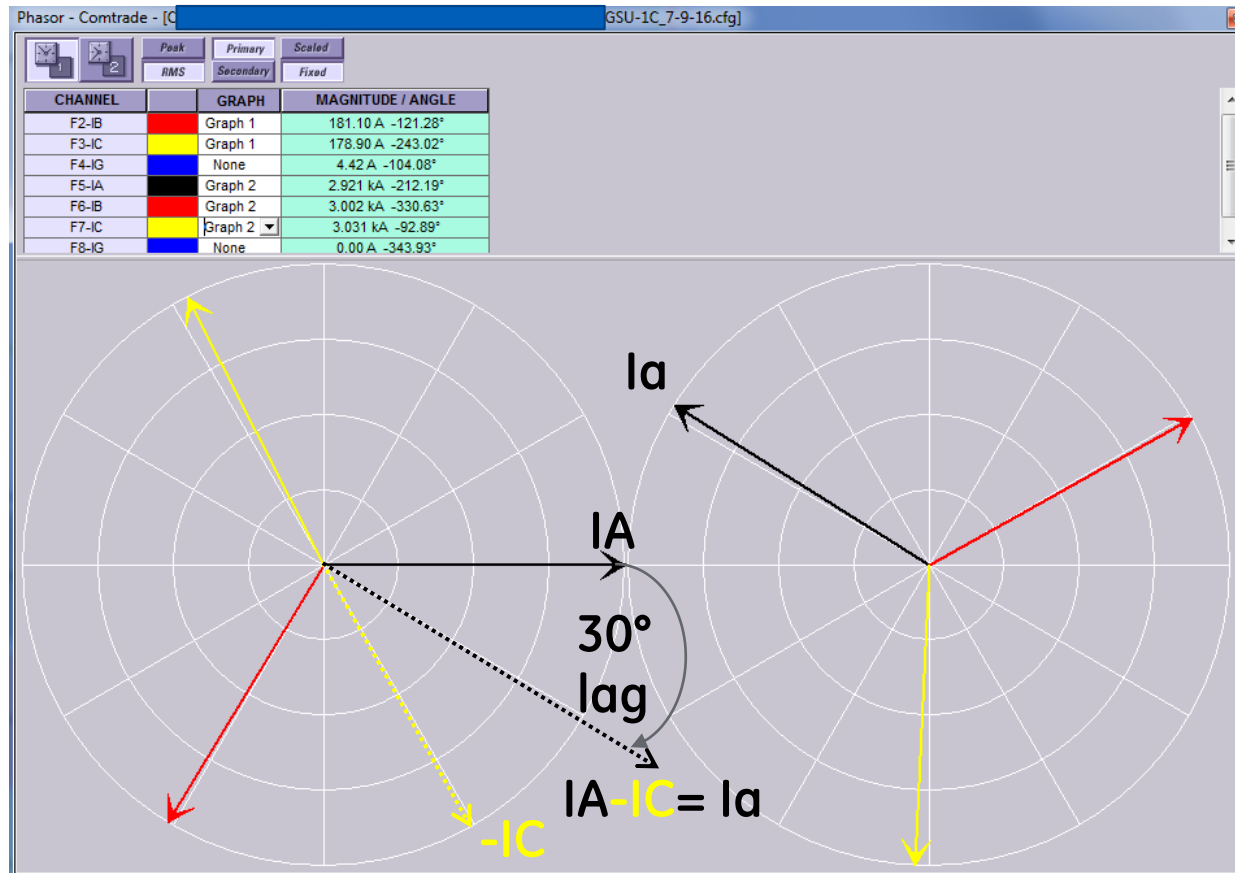 Phasor - Comtrade - [C GSU-1C_7-9-16.cfg]
1 2 Peak Primary Scaled
RMS Secondary Fixed
CHANNEL GRAPH MAGNITUDE / ANGLE
F2-IB Graph 1 181.10 A -121.28°
F3-IC Graph 1 178.90 A -243.02°
F4-IG None 4.42 A -104.08°
F5-IA Graph 2 2.921 kA -212.19°
F6-IB Graph 2 3.002 kA -330.63°
F7-IC Graph 2 3.031 kA -92.89°
F8-IG None 0.00 A -343.93°
Ia
IA
30°
lag
IA-IC= Ia
-IC